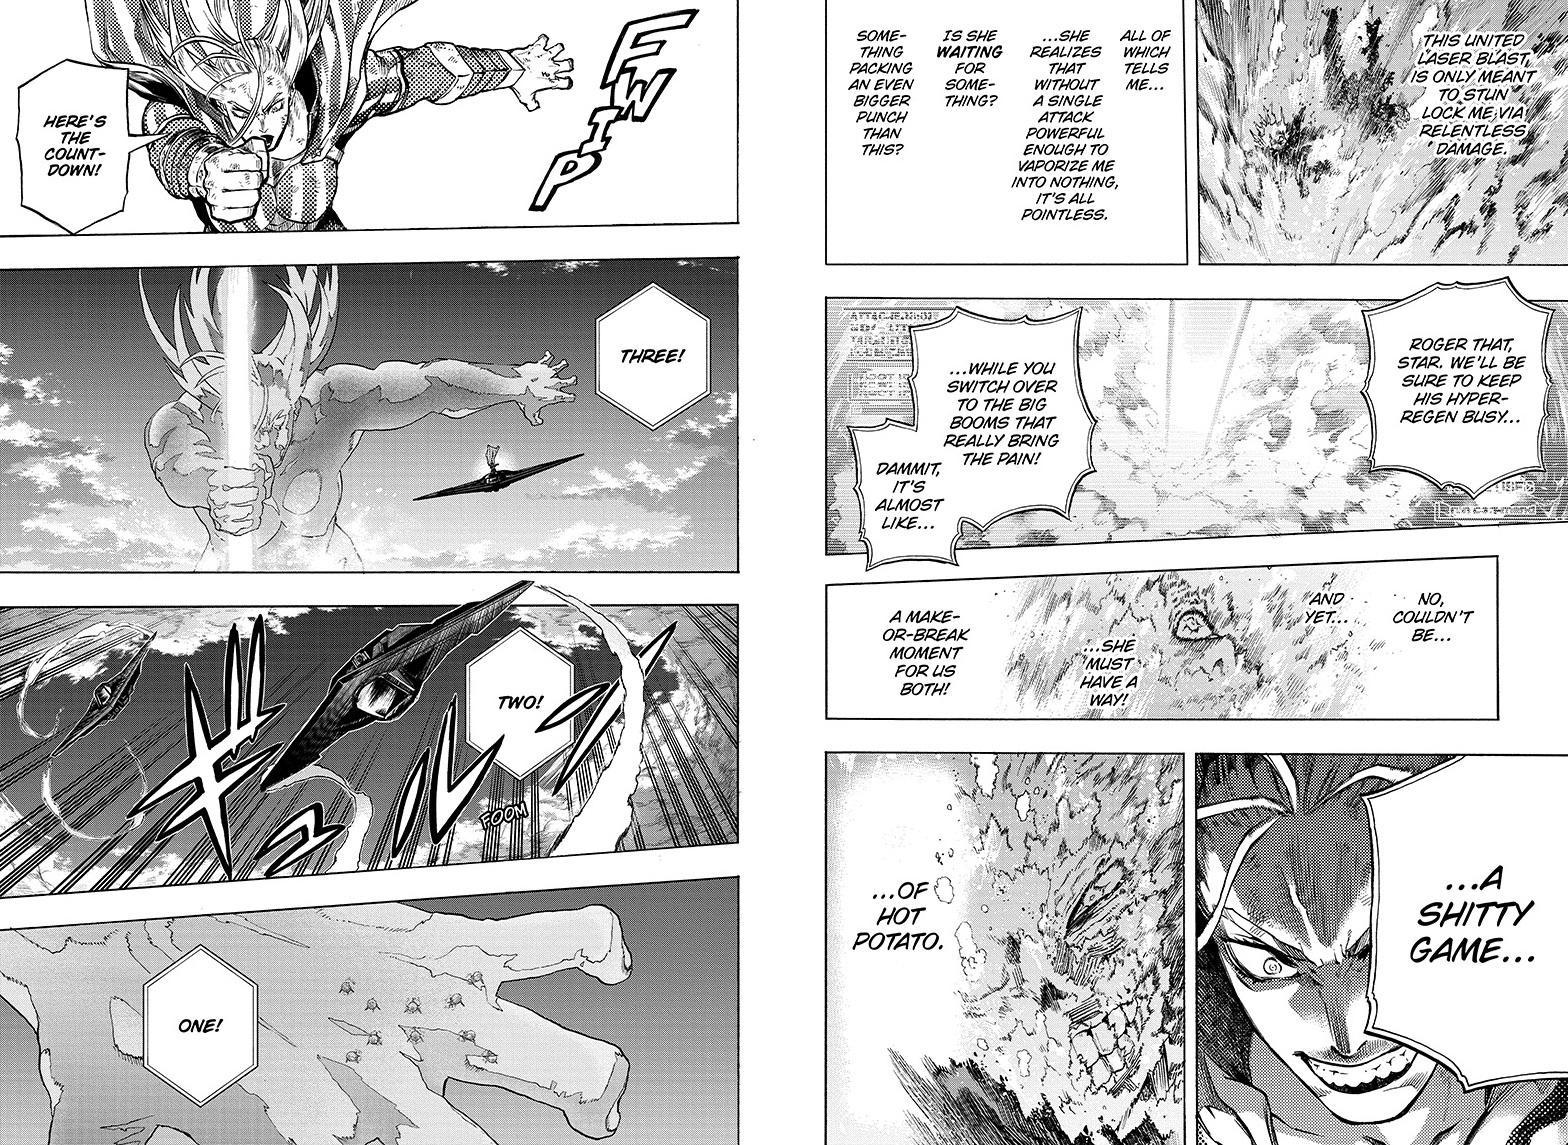 THIS UNITED
LASER BLAST
IS ONLY MEANT
TO STUN
LOCK ME VIA
RELENTLESS
DAMAGE.
ALL OF
WHICH
TELLS
ME...
...SHE
REALIZES
THAT
WITHOUT
A SINGLE
ATTACK
POWERFUL
ENOUGH TO
VAPORIZE ME
INTO NOTHING,
IT'S ALL
POINTLESS.
IS SHE
WAITING
FOR
SOME-
THING?
SOME-
THING
PACKING
AN EVEN
BIGGER
PUNCH
THAN
THIS?
ROGER THAT,
STAR. WE'LL BE
SURE TO KEEP
HIS HYPER-
REGEN BUSY...
...WHILE YOU
SWITCH OVER
TO THE BIG
BOOMS THAT
REALLY BRING
THE PAIN!
DAMMIT,
IT'S
ALMOST
LIKE...
NO,
COULDN'T
BE...
AND
YET...
...SHE
MUST
HAVE A
WAY!
A MAKE-
OR-BREAK
MOMENT
FOR US
BOTH!
...A
SHITTY
GAME...
...OF
HOT
POTATO.
FWIP
HERE'S
THE
COUNT-
DOWN!
THREE!
TWO!
ギュルル
FOOM
ONE!